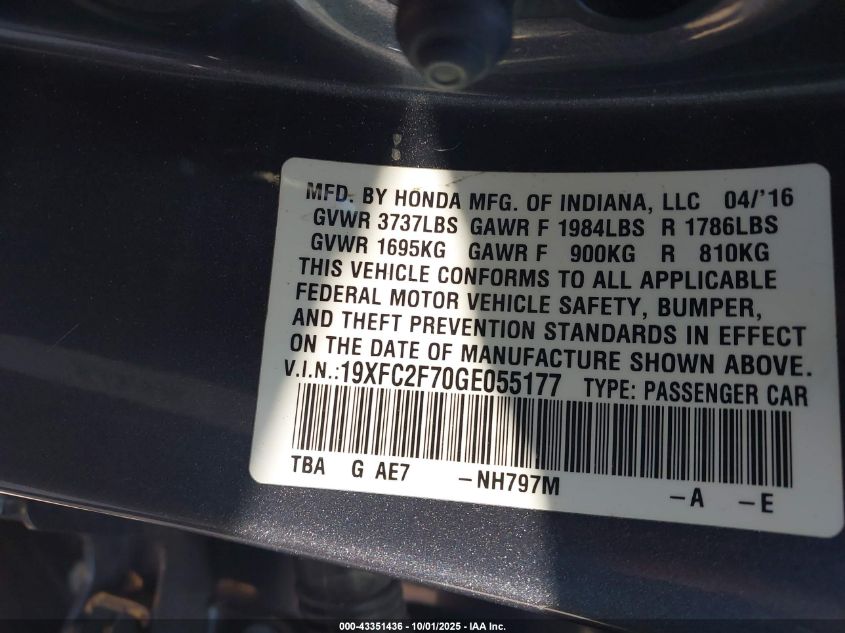 MFD. BY HONDA MFG. OF INDIANA, LLC 04/'16
GVWR 3737LBS GAWR F 1984LBS R 1786LBS
GVWR 1695KG GAWR F 900KG R 810KG
THIS VEHICLE CONFORMS TO ALL APPLICABLE
FEDERAL MOTOR VEHICLE SAFETY, BUMPER,
AND THEFT PREVENTION STANDARDS IN EFFECT
ON THE DATE OF MANUFACTURE SHOWN ABOVE.
V.I.N.:19XFC2F70GE055177 TYPE: PASSENGER CAR
TBA G AE7 -NH797M -A -E
000-43351436 - 10/01/2025 - IAA Inc.